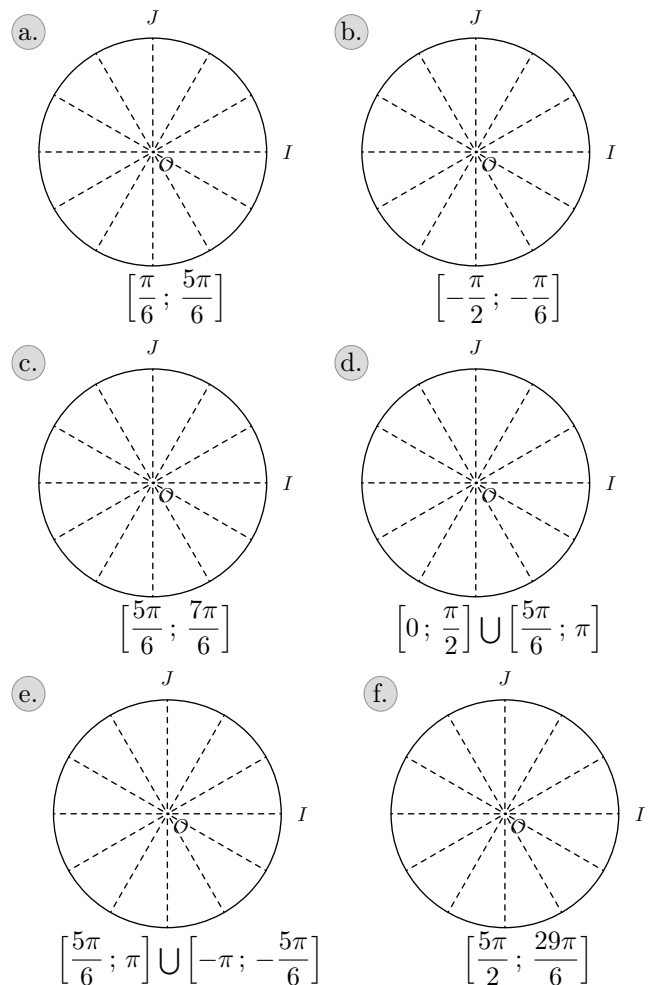 a. J b. J
I I
O O
[π/6 ; 5π/6] [−π/2 ; −π/6]
c. J d. J
I I
O O
[5π/6 ; 7π/6] [0 ; π/2] ⋃ [5π/6 ; π]
e. J f. J
I I
O O
[5π/6 ; π] ⋃ [−π ; −5π/6] [5π/2 ; 29π/6]